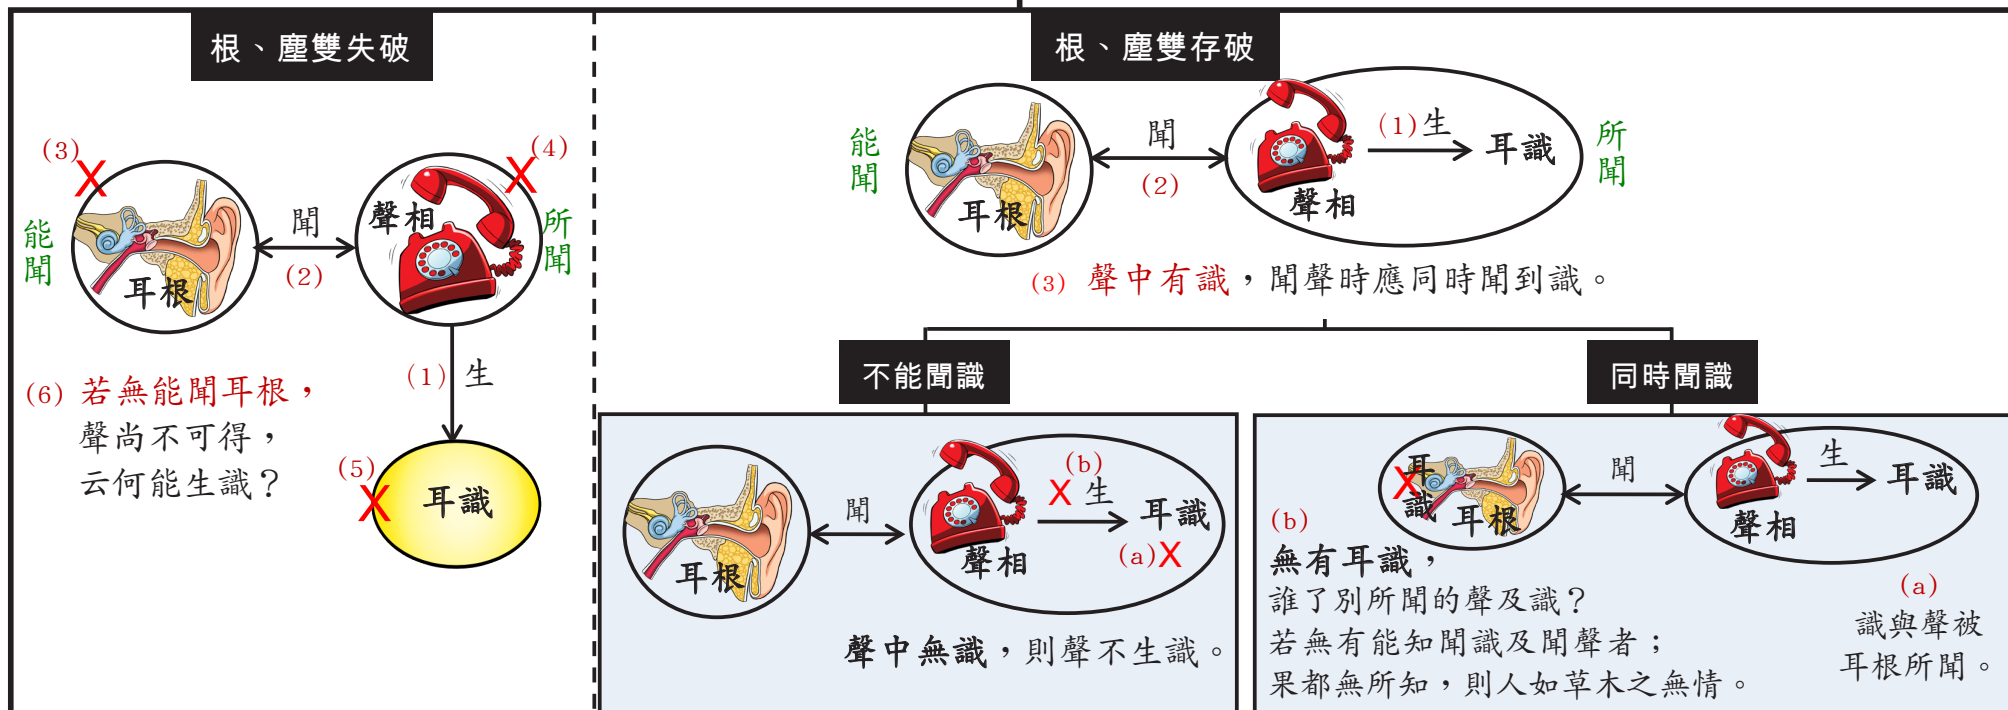 根、塵雙失破
(3)
X
能聞
耳根
聞
(2)
(4)
X
聲相
所聞
(1)
生
(5)
X
耳識
(6) 若無能聞耳根，
聲尚不可得，
云何能生識？
根、塵雙存破
能聞
耳根
聞
(2)
聲相
(1)生
耳識
所聞
(3) 聲中有識，聞聲時應同時聞到識。
不能聞識
耳根
聞
聲相
(b)
X 生
耳識
(a)X
聲中無識，則聲不生識。
同時聞識
X
耳識
耳根
聞
聲相
生
耳識
(b)
無有耳識，
誰了別所聞的聲及識？
若無有能知聞識及聞聲者；
果都無所知，則人如草木之無情。
(a)
識與聲被
耳根所聞。